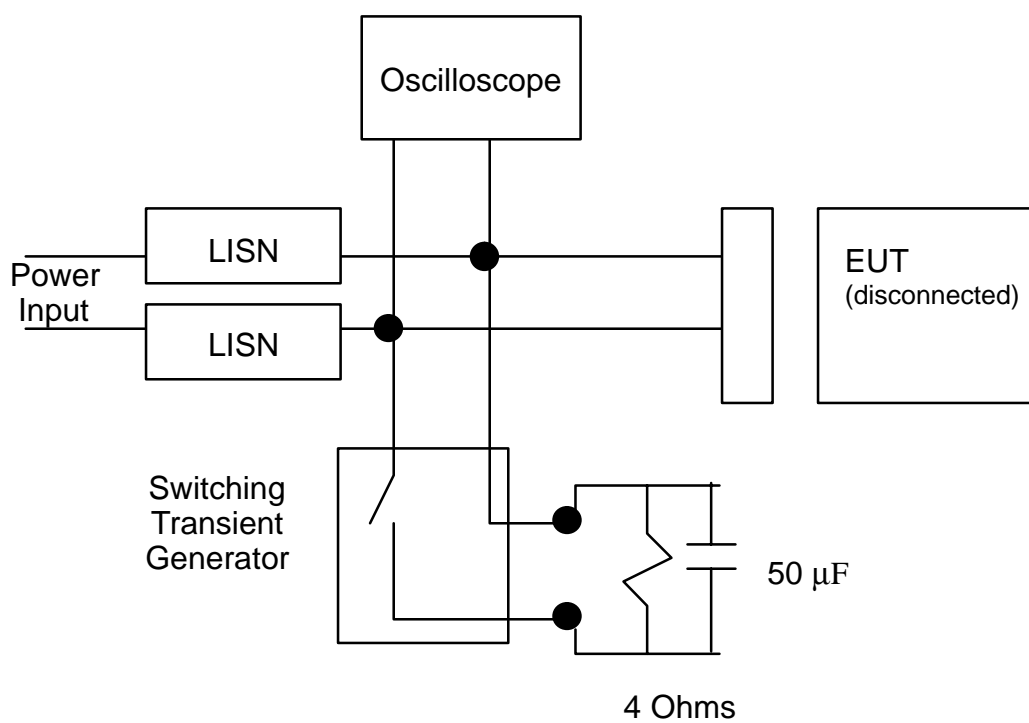 Oscilloscope
LISN
Power
Input
LISN
EUT
(disconnected)
Switching
Transient
Generator
50 μF
4 Ohms